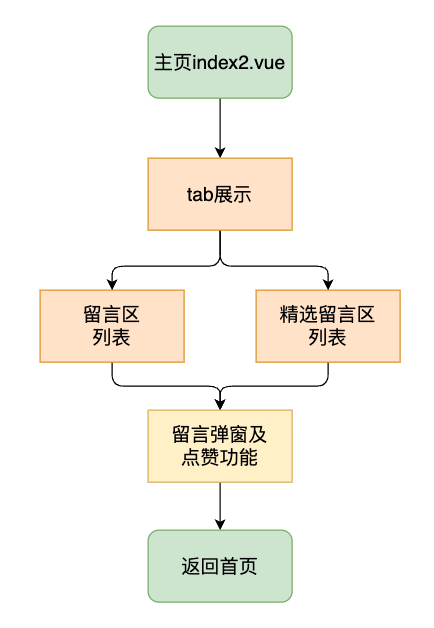 主页index2.vue
tab展示
留言区
列表
精选留言区
列表
留言弹窗及
点赞功能
返回首页